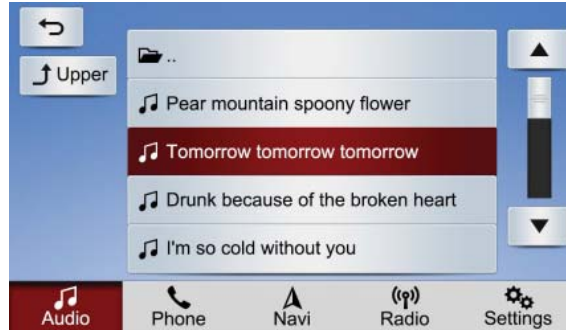 Upper
..
Pear mountain spoony flower
Tomorrow tomorrow tomorrow
Drunk because of the broken heart
I'm so cold without you
Audio
Phone
Navi
Radio
Settings